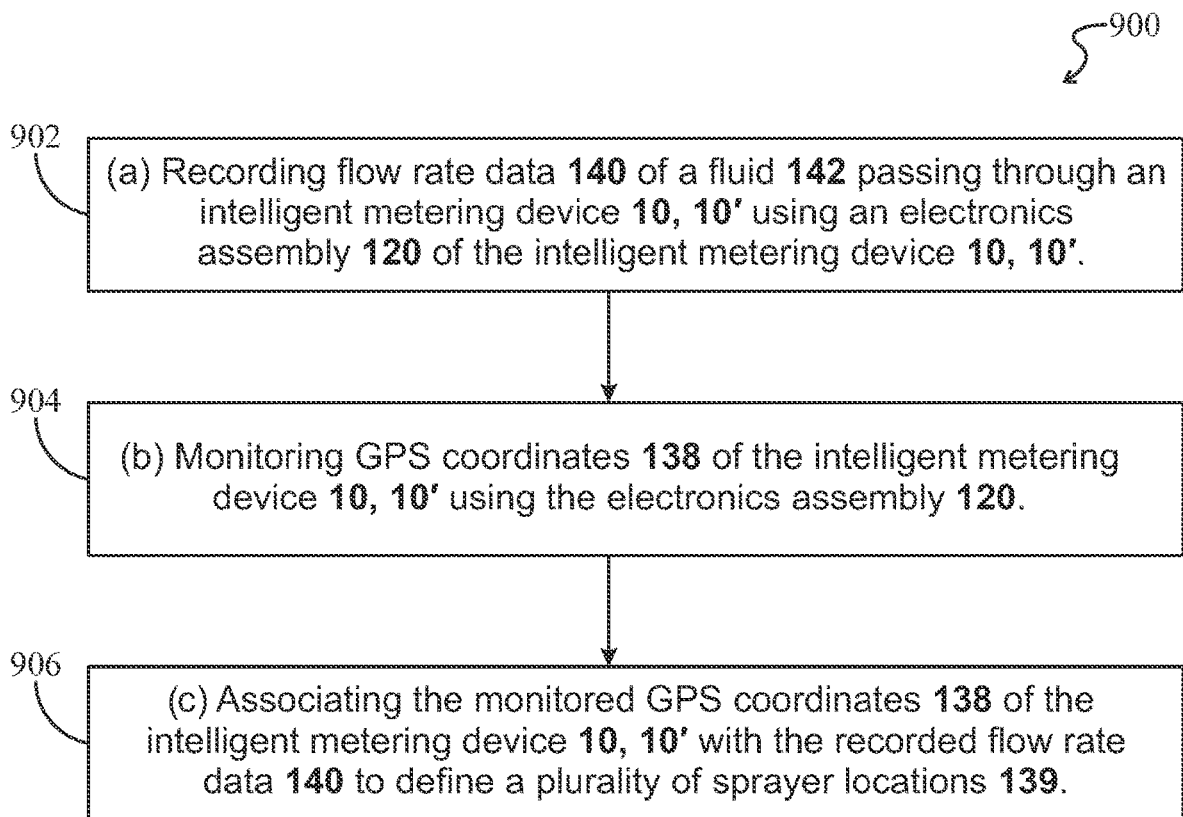 900
902
(a) Recording flow rate data 140 of a fluid 142 passing through an
intelligent metering device 10, 10′ using an electronics
assembly 120 of the intelligent metering device 10, 10′.
904
(b) Monitoring GPS coordinates 138 of the intelligent metering
device 10, 10′ using the electronics assembly 120.
906
(c) Associating the monitored GPS coordinates 138 of the
intelligent metering device 10, 10′ with the recorded flow rate
data 140 to define a plurality of sprayer locations 139.